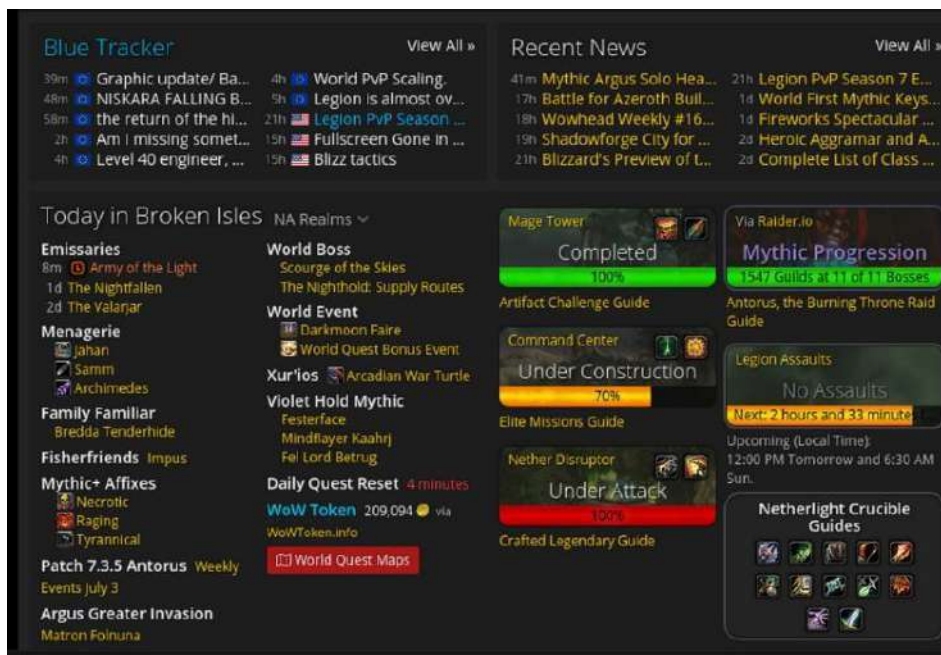 Blue Tracker
View All »
39m Graphic update/ Ba...
48m NISKARA FALLING B...
58m the return of the hi...
2h Am I missing somet...
4h Level 40 engineer, ...
4h World PvP Scaling.
5h Legion is almost ov...
21h Legion PvP Season ...
15h Fullscreen Gone in ...
15h Blizz tactics
Recent News
View All »
41m Mythic Argus Solo Hea...
17h Battle for Azeroth Buil...
18h Wowhead Weekly #16...
19h Shadowforge City for ...
21h Blizzard's Preview of t...
21h Legion PvP Season 7 E...
1d World First Mythic Keys...
1d Fireworks Spectacular ...
2d Heroic Aggramar and A...
2d Complete List of Class ...
Today in Broken Isles NA Realms
Emissaries
8m Army of the Light
1d The Nightfallen
2d The Valarjar
Menagerie
Jahan
Samm
Archimedes
Family Familiar
Bredda Tenderhide
Fisherfriends Impus
Mythic+ Affixes
Necrotic
Raging
Tyrannical
Patch 7.3.5 Antorus Weekly
Events July 3
Argus Greater Invasion
Matron Folnuna
World Boss
Scourge of the Skies
The Nighthold: Supply Routes
World Event
Darkmoon Faire
World Quest Bonus Event
Xur'ios Arcadian War Turtle
Violet Hold Mythic
Festerface
Mindflayer Kaahrj
Fel Lord Betrug
Daily Quest Reset 4 minutes
WoW Token 209,094 via
WoWToken.info
World Quest Maps
Mage Tower
Completed
100%
Artifact Challenge Guide
Command Center
Under Construction
70%
Elite Missions Guide
Nether Disruptor
Under Attack
100%
Crafted Legendary Guide
Via Raider.io
Mythic Progression
1547 Guilds at 11 of 11 Bosses
Antorus, the Burning Throne Raid
Guide
Legion Assaults
No Assaults
Next: 2 hours and 33 minutes
Upcoming (Local Time):
12:00 PM Tomorrow and 6:30 AM
Sun.
Netherlight Crucible
Guides